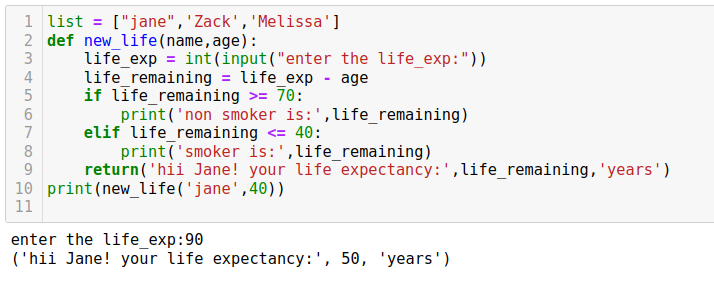 1 list = ["jane",'Zack','Melissa']
2 def new_life(name,age):
3     life_exp = int(input("enter the life_exp:"))
4     life_remaining = life_exp - age
5     if life_remaining >= 70:
6         print('non smoker is:',life_remaining)
7     elif life_remaining <= 40:
8         print('smoker is:',life_remaining)
9     return('hii Jane! your life expectancy:',life_remaining,'years')
10 print(new_life('jane',40))
11
enter the life_exp:90
('hii Jane! your life expectancy:', 50, 'years')